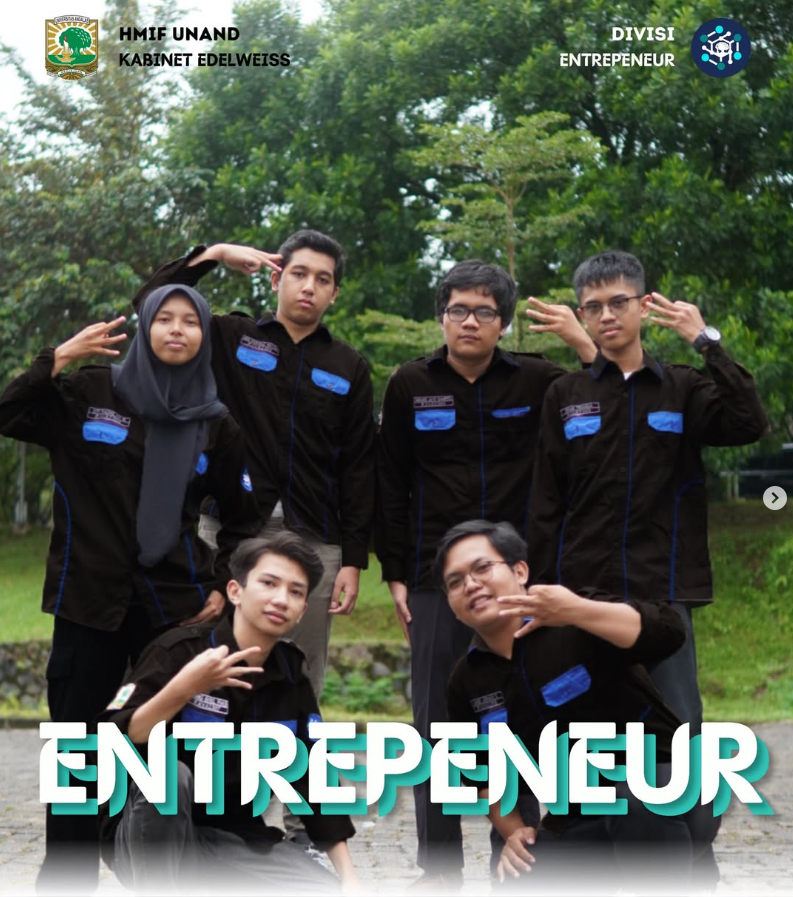 HMIF UNAND
KABINET EDELWEISS
DIVISI
ENTREPENEUR
ENTREPENEUR